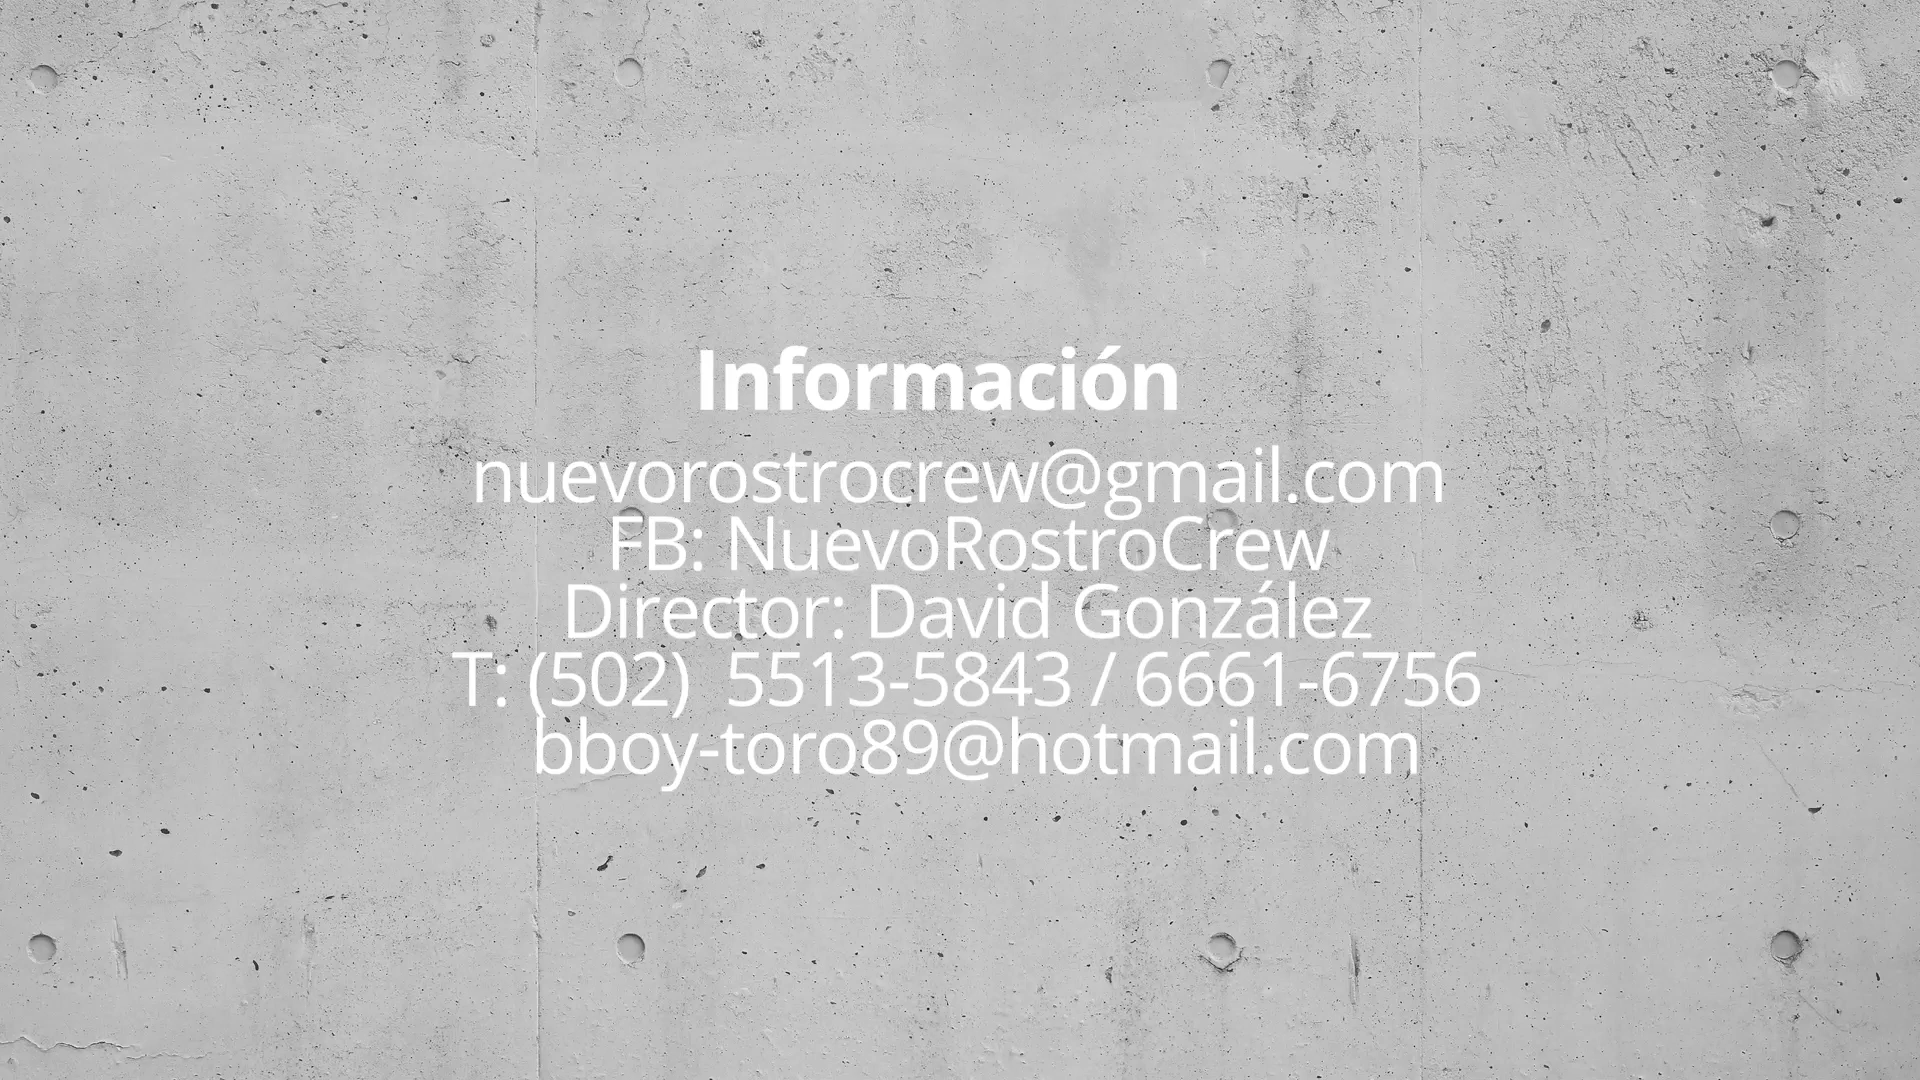 Información
nuevorostrocrew@gmail.com
FB: NuevoRostroCrew
Director: David González
T: (502)  5513-5843 / 6661-6756
bboy-toro89@hotmail.com